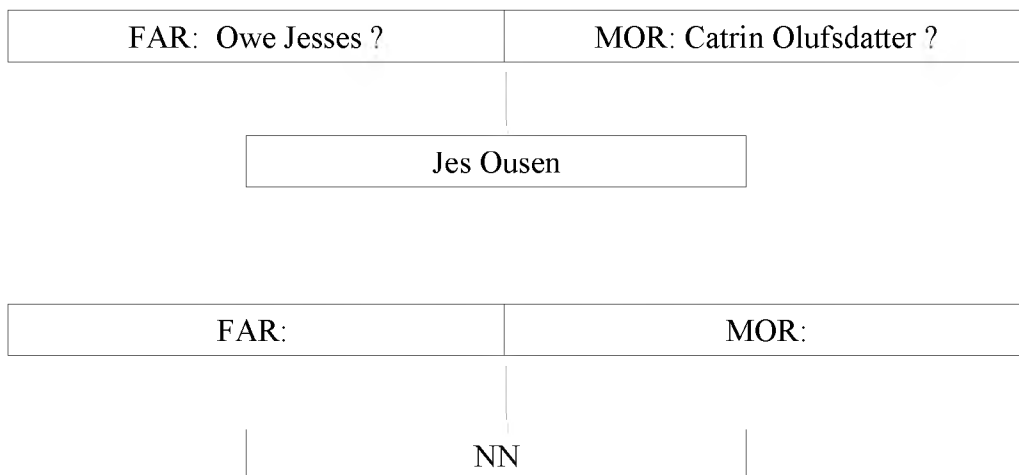 FAR: Owe Jesses ? MOR: Catrin Olufsdatter ?
Jes Ousen
FAR: MOR:
NN